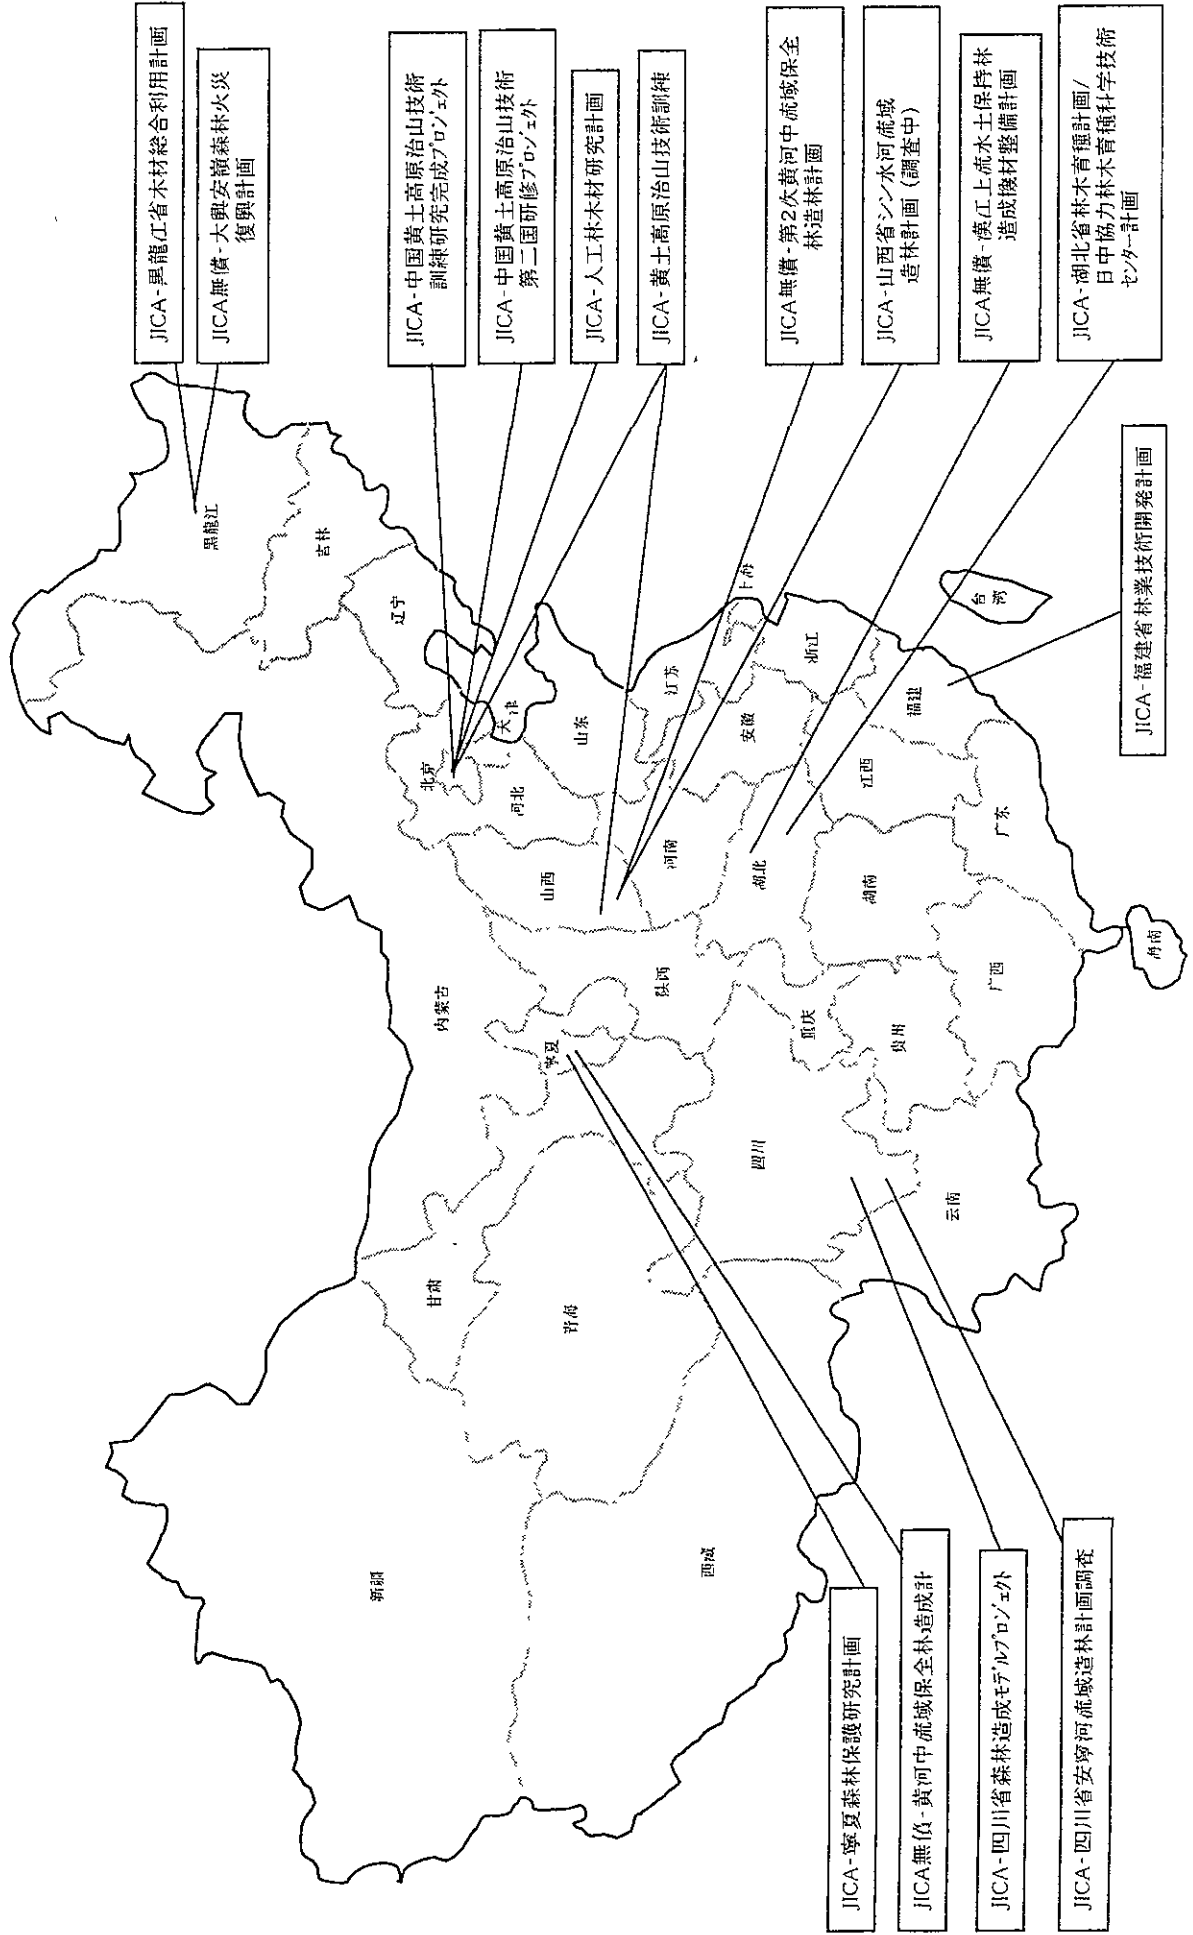 JICA-黒龍江省木材総合利用計画
JICA無償-大興安嶺森林火災
復興計画
JICA-中国黄土高原治山技術
訓練研究完成プロジェクト
JICA-中国黄土高原治山技術
第二国研修プロジェクト
JICA-人工林木材研究計画
JICA-黄土高原治山技術訓練
JICA無償-第2次黄河中流域保全
林造林計画
JICA-山西省シン水河流域
造林計画(調査中)
JICA無償-漢江上流水土保持林
造成機材整備計画
JICA-湖北省林木育種計画/
日中協力林木育種科学技術
センター計画
JICA-福建省林業技術開発計画
黒龍江
吉林
辽宁
北京
天津
河北
山东
山西
河南
江苏
上海
安徽
浙江
湖北
江西
福建
台湾
湖南
广东
海南
广西
内蒙古
寧夏
陕西
重庆
贵州
四川
云南
甘肃
青海
新疆
西蔵
JICA-寧夏森林保護研究計画
JICA無償-黄河中流域保全林造成計
JICA-四川省森林造成モデルプロジェクト
JICA-四川省安寧河流域造林計画調査